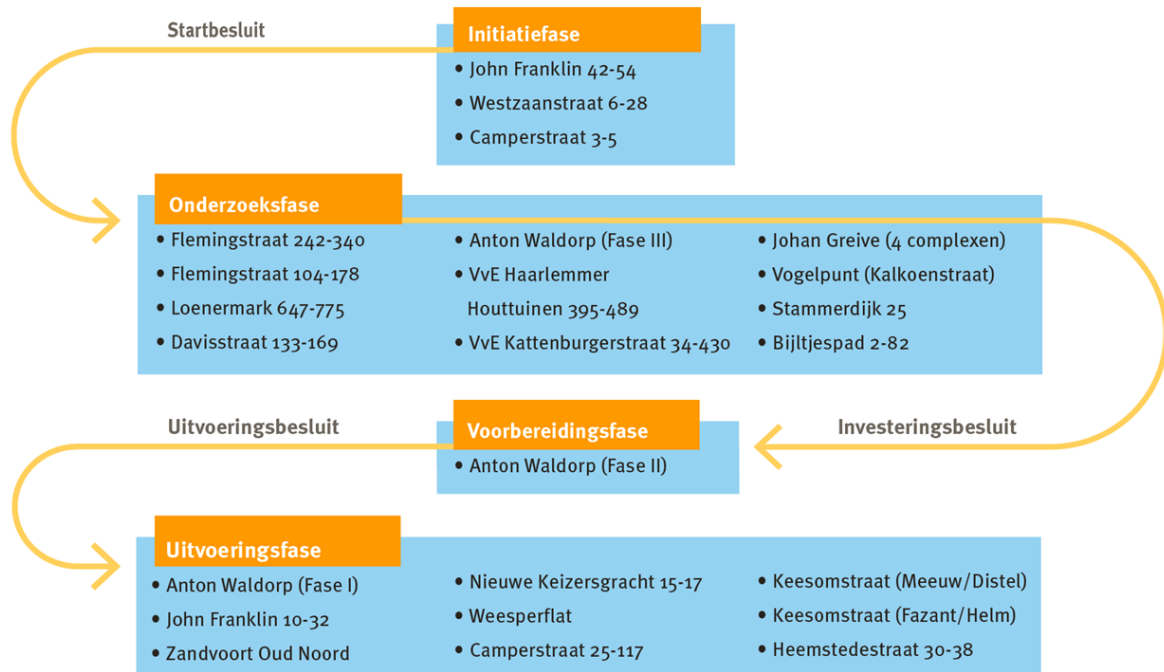 Startbesluit
Initiatiefase
• John Franklin 42-54
• Westzaanstraat 6-28
• Camperstraat 3-5
Onderzoeksfase
• Flemingstraat 242-340
• Flemingstraat 104-178
• Loenermark 647-775
• Davisstraat 133-169
• Anton Waldorp (Fase III)
• VvE Haarlemmer
Houttuinen 395-489
• VvE Kattenburgerstraat 34-430
• Johan Greive (4 complexen)
• Vogelpunt (Kalkoenstraat)
• Stammerdijk 25
• Bijltjespad 2-82
Investeringsbesluit
Voorbereidingsfase
• Anton Waldorp (Fase II)
Uitvoeringsbesluit
Uitvoeringsfase
• Anton Waldorp (Fase I)
• John Franklin 10-32
• Zandvoort Oud Noord
• Nieuwe Keizersgracht 15-17
• Weesperflat
• Camperstraat 25-117
• Keesomstraat (Meeuw/Distel)
• Keesomstraat (Fazant/Helm)
• Heemstedestraat 30-38